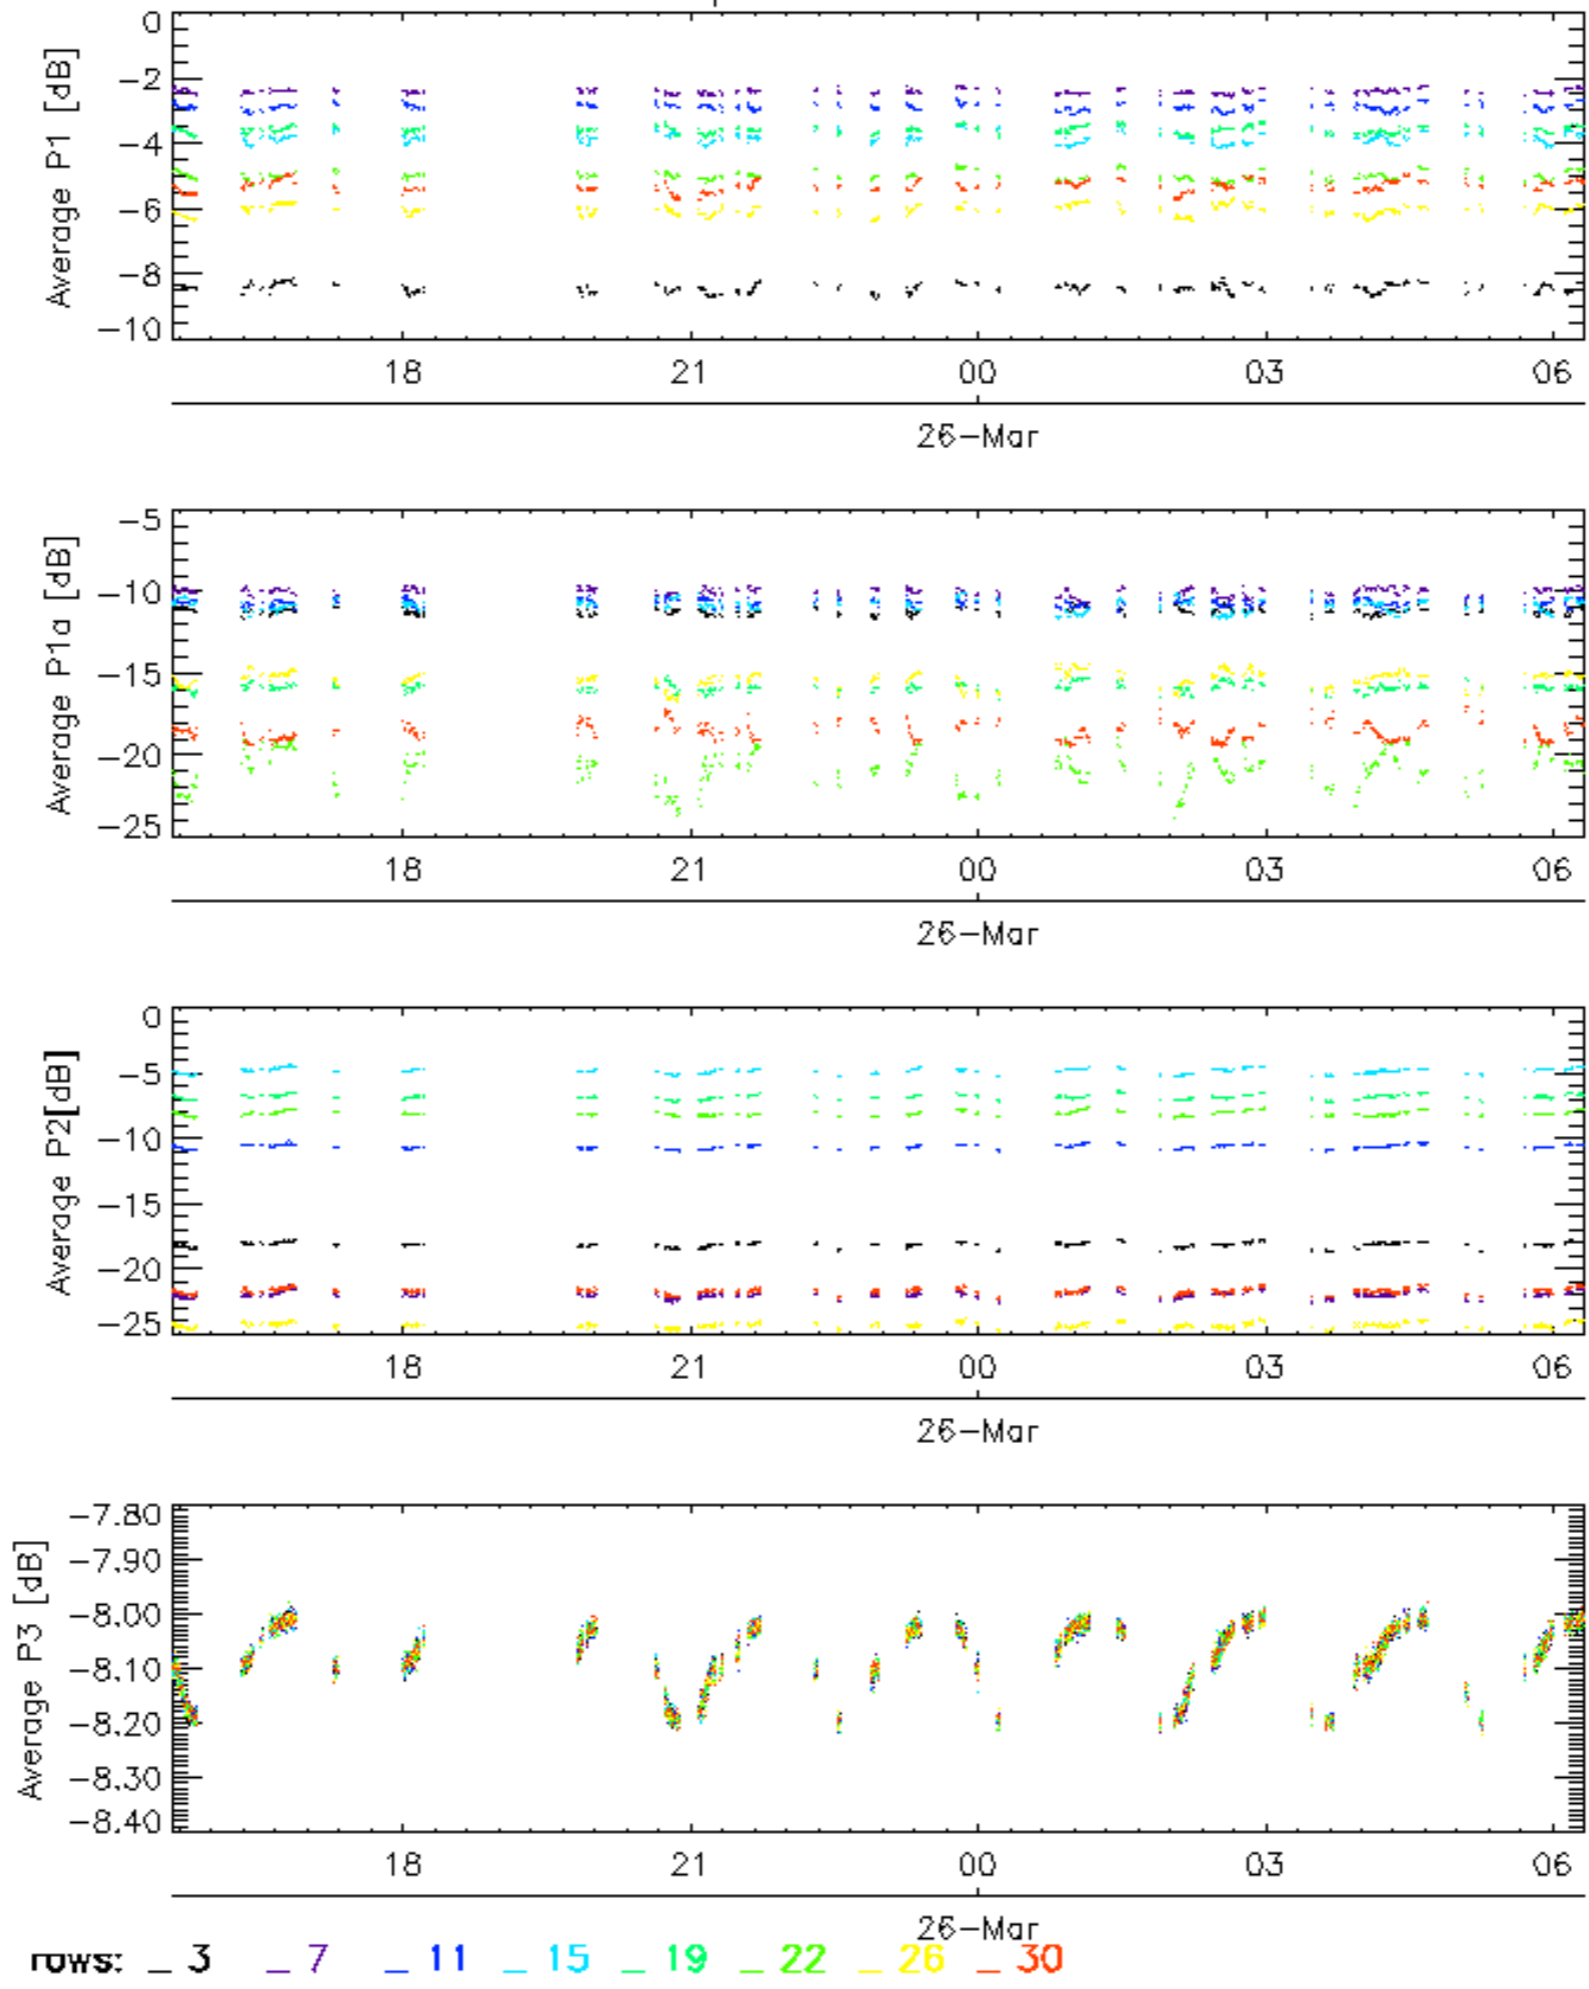 0
-2
-4
-6
-8
-10
Average P1 [dB]
18 21 00 03 06
26-Mar
-5
-10
-15
-20
-25
Average P1a [dB]
18 21 00 03 06
26-Mar
0
-5
-10
-15
-20
-25
Average P2[dB]
18 21 00 03 06
26-Mar
-7.80
-7.90
-8.00
-8.10
-8.20
-8.30
-8.40
Average P3 [dB]
18 21 00 03 06
26-Mar
rows: _ 3 _ 7 _ 11 _ 15 _ 19 _ 22 _ 26 _ 30